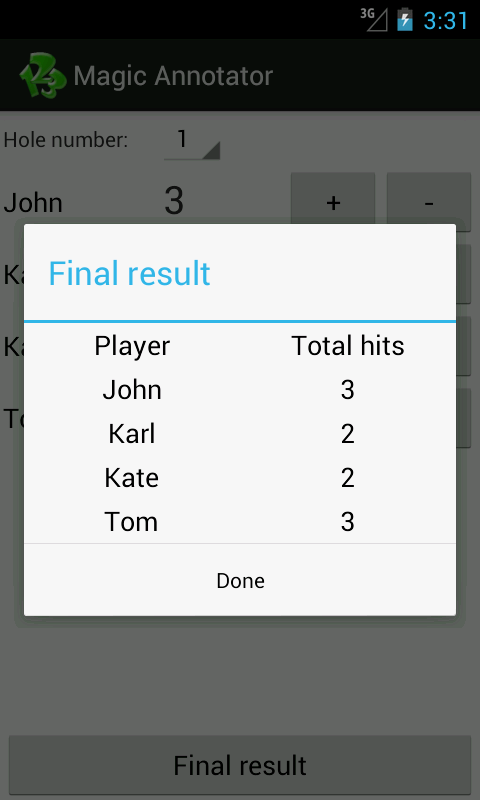 3G 3:31
Magic Annotator
Hole number: 1
John 3 + -
Final result
Player Total hits
John 3
Karl 2
Kate 2
Tom 3
Done
Final result